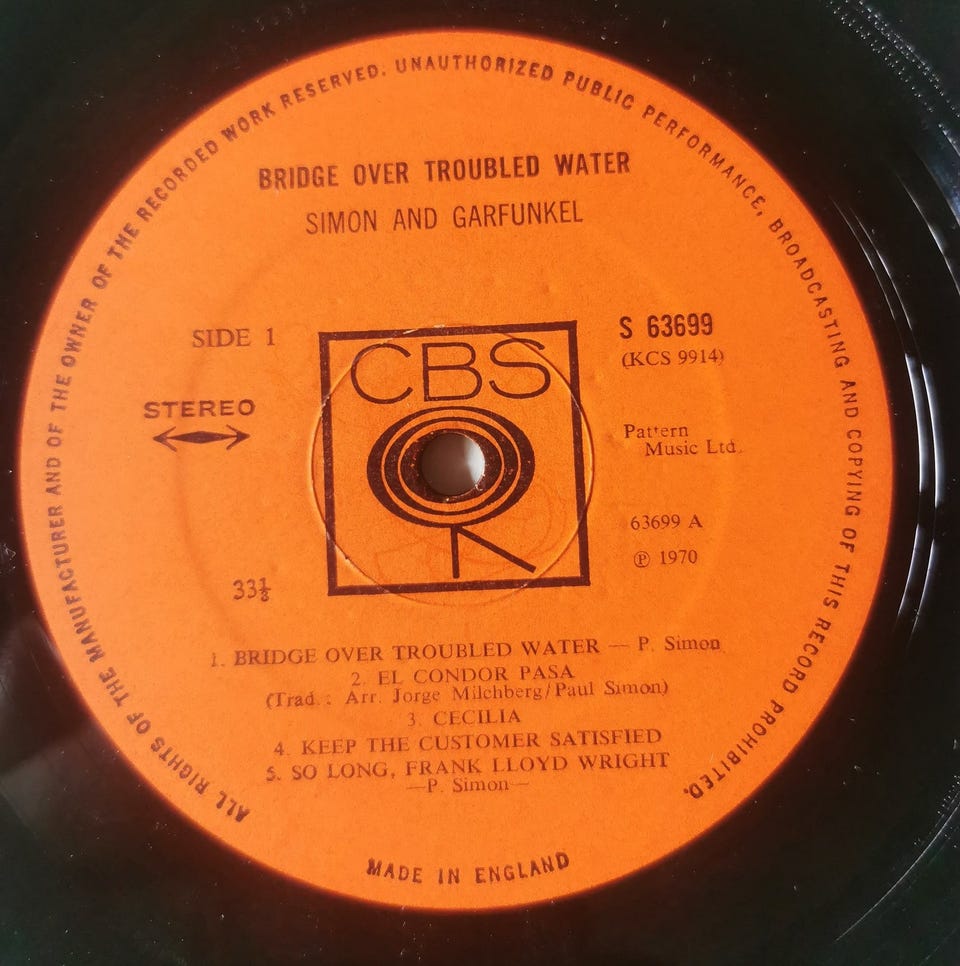 ALL RIGHTS OF THE MANUFACTURER AND OF THE OWNER OF THE RECORDED WORK RESERVED. UNAUTHORIZED PUBLIC PERFORMANCE, BROADCASTING AND COPYING OF THIS RECORD PROHIBITED.
BRIDGE OVER TROUBLED WATER
SIMON AND GARFUNKEL
SIDE 1
S 63699
(KCS 9914)
CBS
STEREO
Pattern
Music Ltd.
63699 A
℗ 1970
33⅓
1. BRIDGE OVER TROUBLED WATER — P. Simon
2. EL CONDOR PASA
(Trad.: Arr. Jorge Milchberg/Paul Simon)
3. CECILIA
4. KEEP THE CUSTOMER SATISFIED
5. SO LONG, FRANK LLOYD WRIGHT
—P. Simon—
MADE IN ENGLAND